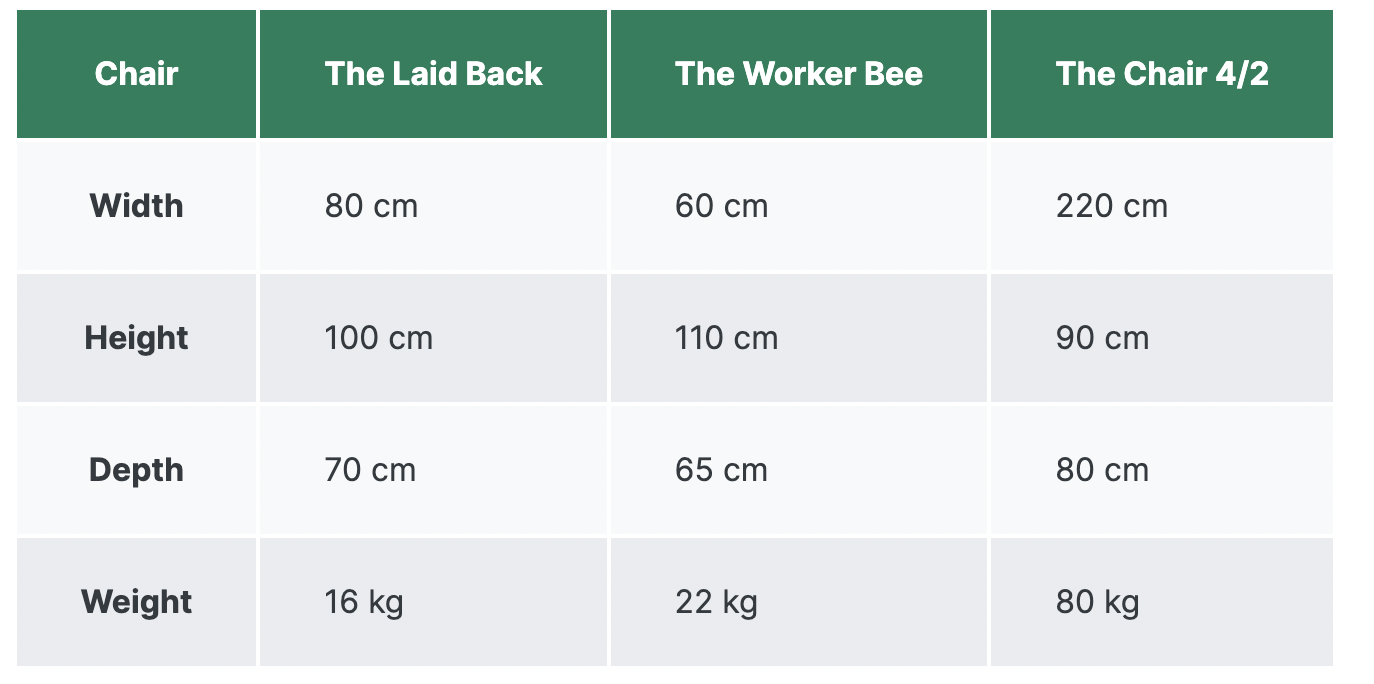 Chair The Laid Back The Worker Bee The Chair 4/2
Width 80 cm 60 cm 220 cm
Height 100 cm 110 cm 90 cm
Depth 70 cm 65 cm 80 cm
Weight 16 kg 22 kg 80 kg